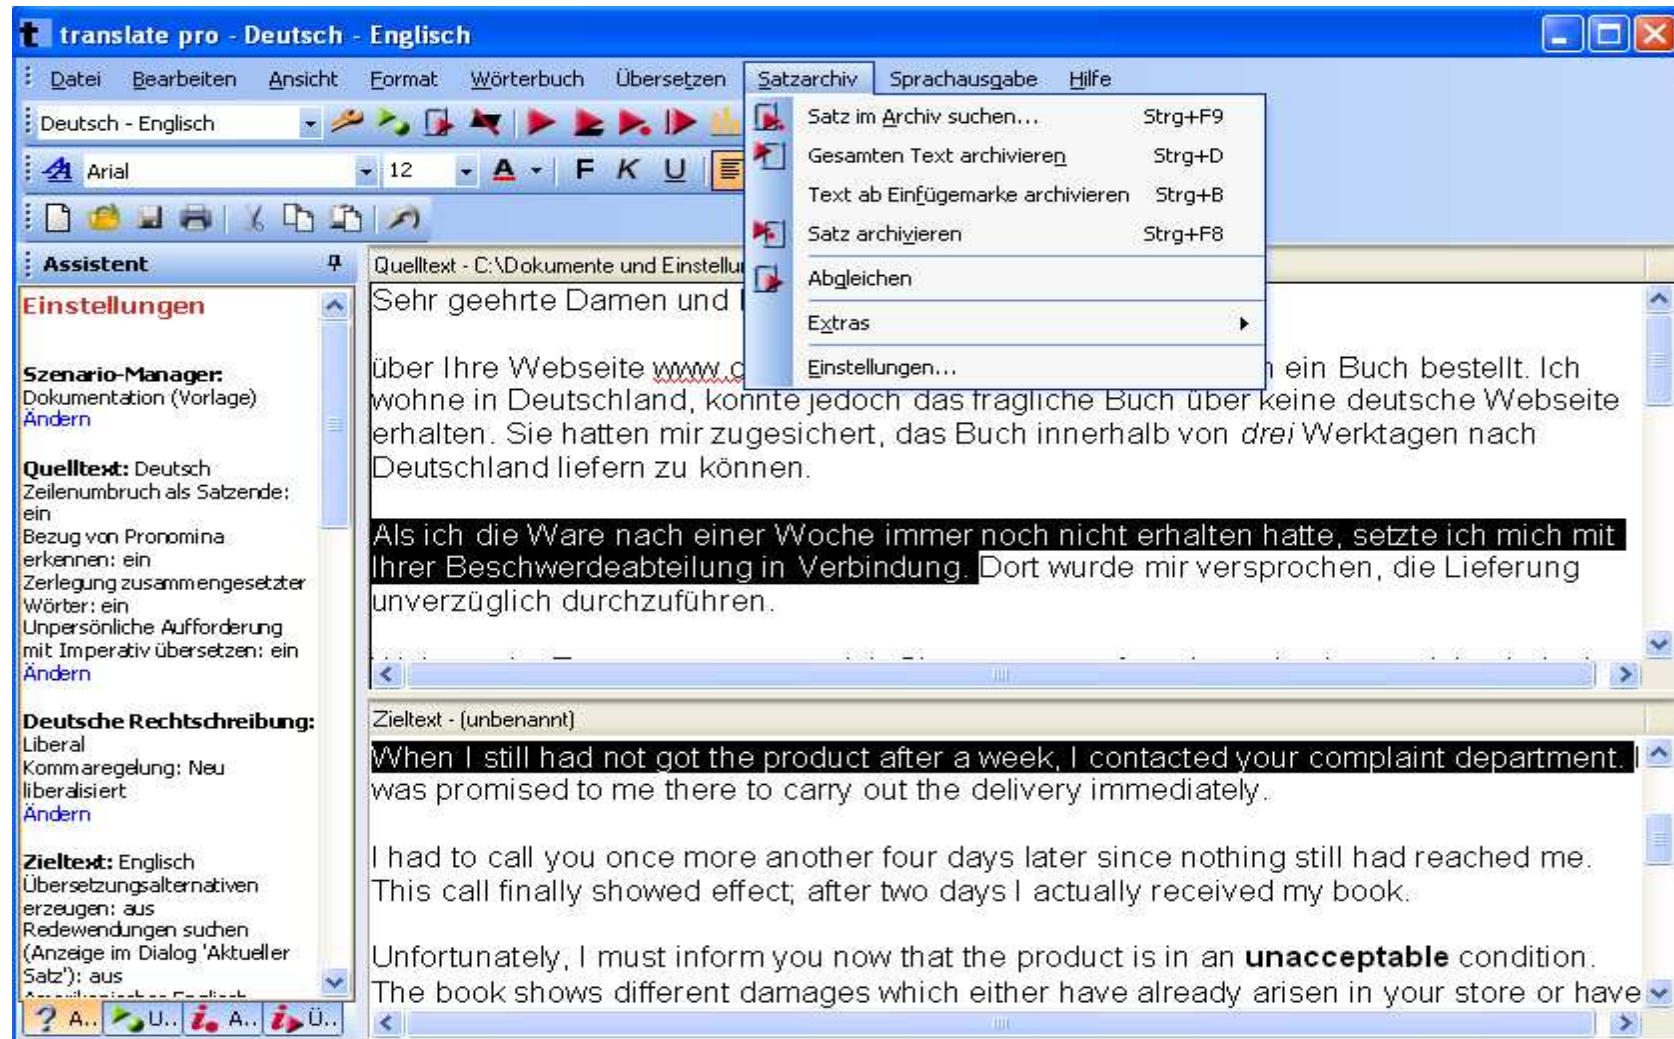 translate pro - Deutsch - Englisch
Datei Bearbeiten Ansicht Format Wörterbuch Übersetzen Satzarchiv Sprachausgabe Hilfe
Deutsch - Englisch
Arial 12 A F K U
Satz im Archiv suchen... Strg+F9
Gesamten Text archivieren Strg+D
Text ab Einfügemarke archivieren Strg+B
Satz archivieren Strg+F8
Abgleichen
Extras
Einstellungen...
Assistent
Einstellungen
Szenario-Manager:
Dokumentation (Vorlage)
Ändern
Quelltext: Deutsch
Zeilenumbruch als Satzende:
ein
Bezug von Pronomina
erkennen: ein
Zerlegung zusammengesetzter
Wörter: ein
Unpersönliche Aufforderung
mit Imperativ übersetzen: ein
Ändern
Deutsche Rechtschreibung:
Liberal
Kommaregelung: Neu
liberalisiert
Ändern
Zieltext: Englisch
Übersetzungsalternativen
erzeugen: aus
Redewendungen suchen
(Anzeige im Dialog 'Aktueller
Satz'): aus
? A.. U.. A.. Ü..
Quelltext - C:\Dokumente und
Sehr geehrte Damen und
über Ihre Webseite ein Buch bestellt. Ich
wohne in Deutschland, konnte jedoch das fragliche Buch über keine deutsche Webseite
erhalten. Sie hatten mir zugesichert, das Buch innerhalb von drei Werktagen nach
Deutschland liefern zu können.
Als ich die Ware nach einer Woche immer noch nicht erhalten hatte, setzte ich mich mit
Ihrer Beschwerdeabteilung in Verbindung. Dort wurde mir versprochen, die Lieferung
unverzüglich durchzuführen.
Zieltext - (unbenannt)
When I still had not got the product after a week, I contacted your complaint department. I
was promised to me there to carry out the delivery immediately.
I had to call you once more another four days later since nothing still had reached me.
This call finally showed effect; after two days I actually received my book.
Unfortunately, I must inform you now that the product is in an unacceptable condition.
The book shows different damages which either have already arisen in your store or have